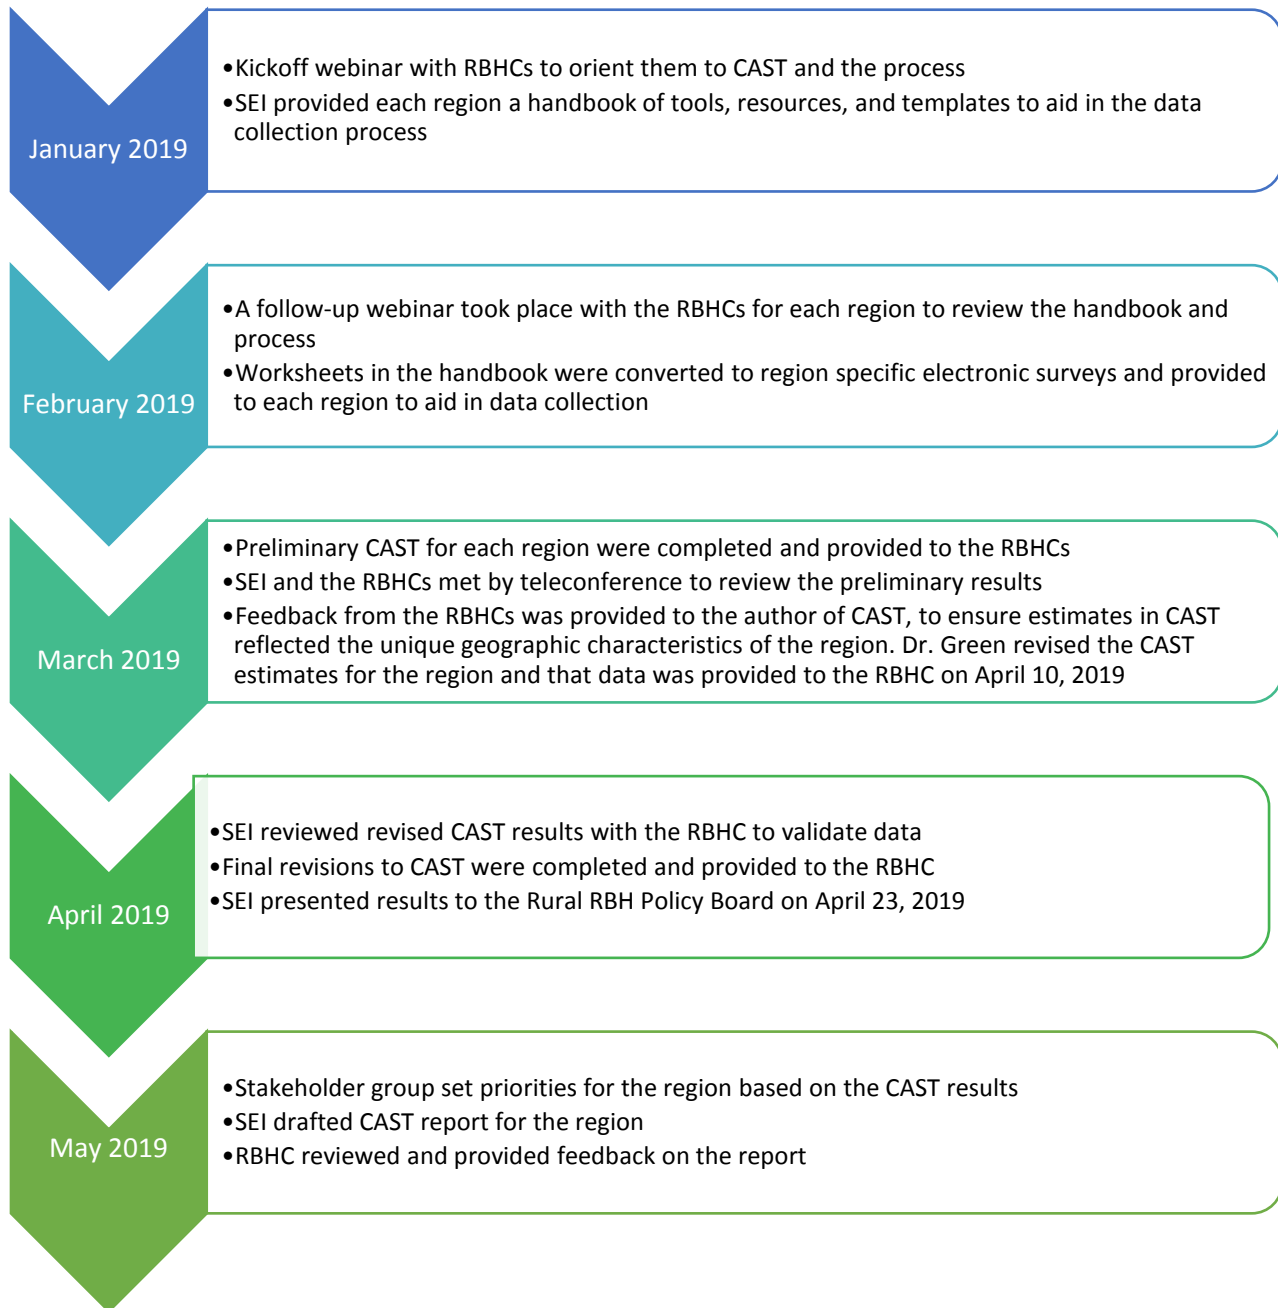 January 2019
•Kickoff webinar with RBHCs to orient them to CAST and the process
•SEI provided each region a handbook of tools, resources, and templates to aid in the data
collection process
February 2019
•A follow-up webinar took place with the RBHCs for each region to review the handbook and
process
•Worksheets in the handbook were converted to region specific electronic surveys and provided
to each region to aid in data collection
March 2019
•Preliminary CAST for each region were completed and provided to the RBHCs
•SEI and the RBHCs met by teleconference to review the preliminary results
•Feedback from the RBHCs was provided to the author of CAST, to ensure estimates in CAST
reflected the unique geographic characteristics of the region. Dr. Green revised the CAST
estimates for the region and that data was provided to the RBHC on April 10, 2019
April 2019
•SEI reviewed revised CAST results with the RBHC to validate data
•Final revisions to CAST were completed and provided to the RBHC
•SEI presented results to the Rural RBH Policy Board on April 23, 2019
May 2019
•Stakeholder group set priorities for the region based on the CAST results
•SEI drafted CAST report for the region
•RBHC reviewed and provided feedback on the report